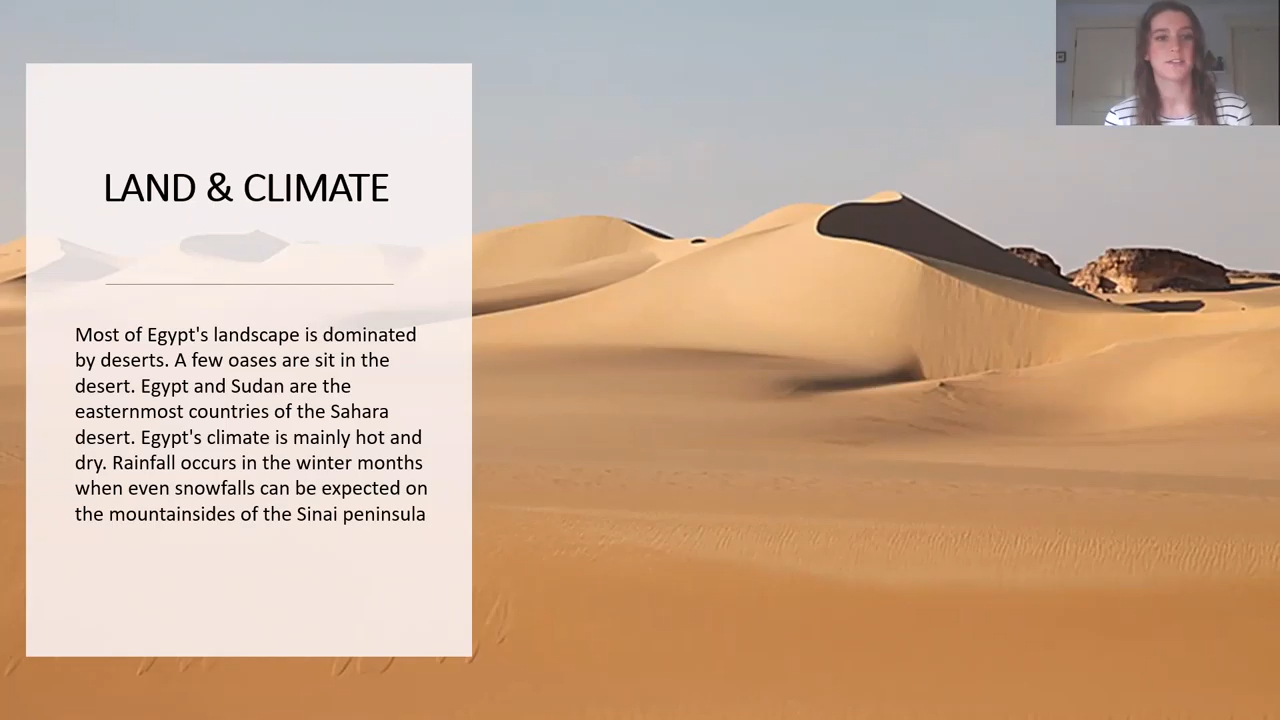 LAND & CLIMATE
Most of Egypt's landscape is dominated
by deserts. A few oases are sit in the
desert. Egypt and Sudan are the
easternmost countries of the Sahara
desert. Egypt's climate is mainly hot and
dry. Rainfall occurs in the winter months
when even snowfalls can be expected on
the mountainsides of the Sinai peninsula